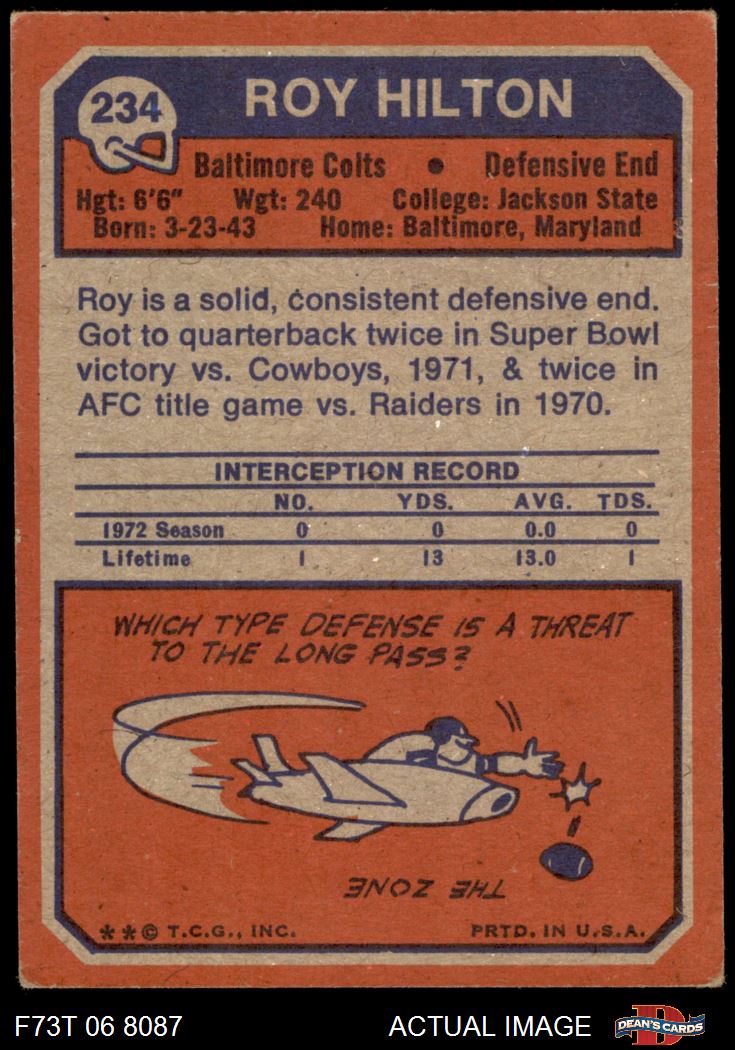 234
ROY HILTON
Baltimore Colts • Defensive End
Hgt: 6'6" Wgt: 240 College: Jackson State
Born: 3-23-43 Home: Baltimore, Maryland
Roy is a solid, consistent defensive end.
Got to quarterback twice in Super Bowl
victory vs. Cowboys, 1971, & twice in
AFC title game vs. Raiders in 1970.
INTERCEPTION RECORD
NO. YDS. AVG. TDS.
1972 Season 0 0 0.0 0
Lifetime 1 13 13.0 1
WHICH TYPE DEFENSE IS A THREAT
TO THE LONG PASS?
THE ZONE
**© T.C.G., INC. PRTD. IN U.S.A.
F73T 06 8087 ACTUAL IMAGE D DEAN'S CARDS